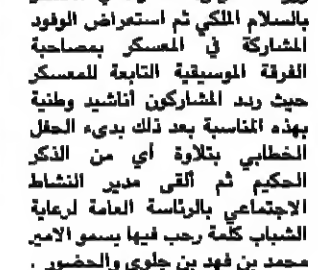 بالسلام الملكي ثم استعراض الوفود
المشاركة في المعسكر بمصاحبة
الفرقة الموسيقية التابعة للمعسكر
حيث ردد المشاركون أناشيد وطنية
بهذه المناسبة بعد ذلك بديء الحفل
الخطابي بتلاوة أي من الذكر
الحكيم ثم ألقى مدير النشاط
الاجتماعي بالرئاسة العامة لرعاية
الشباب كلمة رحب فيها بسمو الامير
محمد بن فهد بن جلوي والحضور .